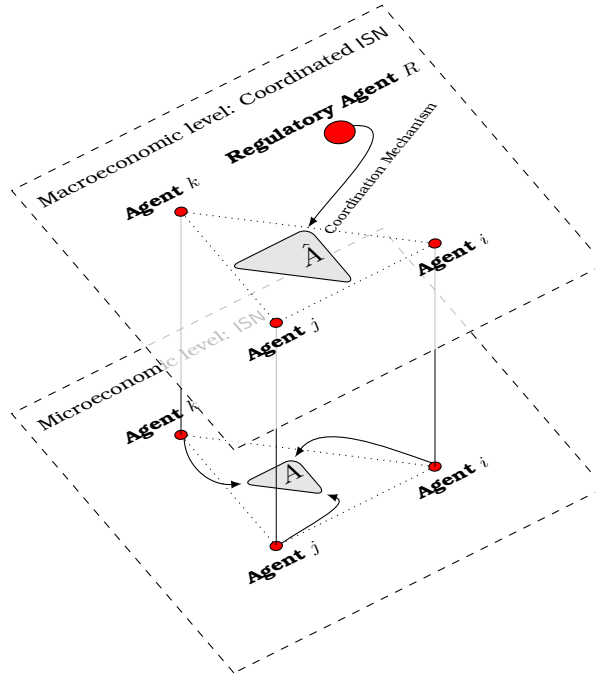 Macroeconomic level: Coordinated ISN
Regulatory Agent R
Coordination Mechanism
Agent k
Â
Agent i
Agent j
Microeconomic level: ISN
Agent k
A
Agent i
Agent j